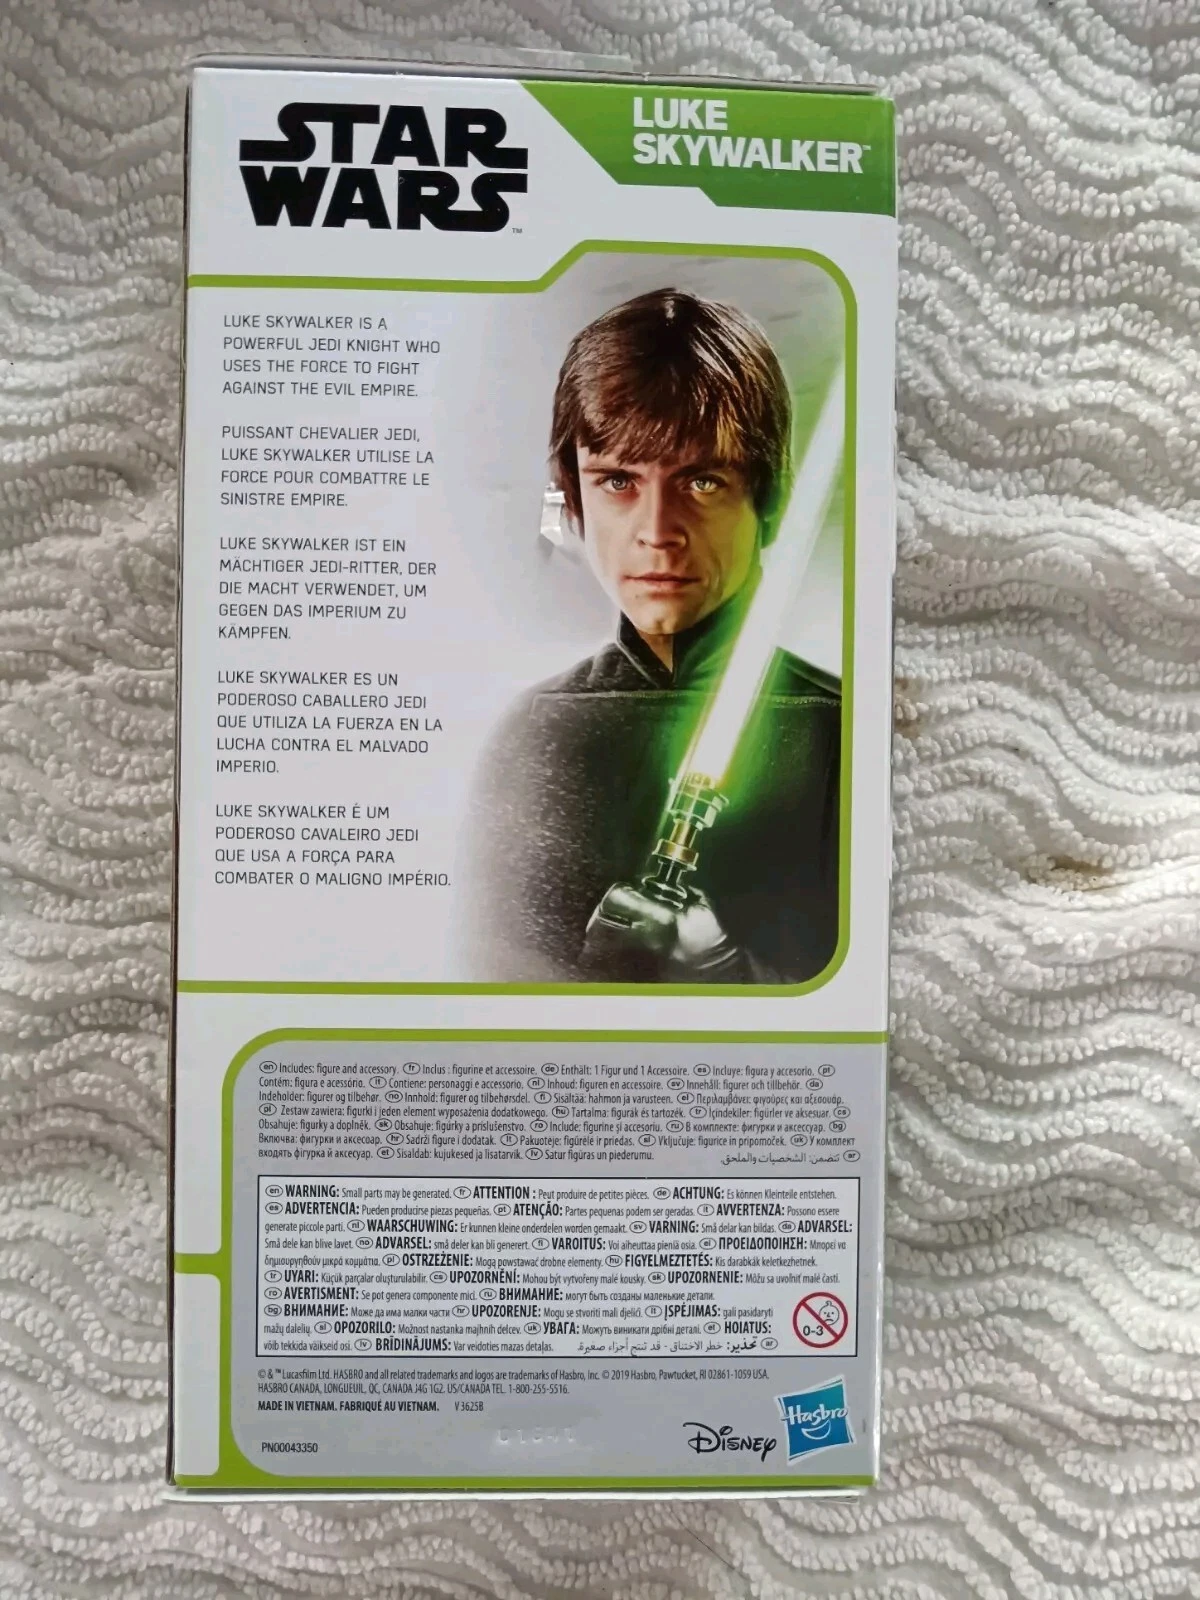 STAR
WARS
™
LUKE
SKYWALKER™
LUKE SKYWALKER IS A
POWERFUL JEDI KNIGHT WHO
USES THE FORCE TO FIGHT
AGAINST THE EVIL EMPIRE.
PUISSANT CHEVALIER JEDI,
LUKE SKYWALKER UTILISE LA
FORCE POUR COMBATTRE LE
SINISTRE EMPIRE.
LUKE SKYWALKER IST EIN
MÄCHTIGER JEDI-RITTER, DER
DIE MACHT VERWENDET, UM
GEGEN DAS IMPERIUM ZU
KÄMPFEN.
LUKE SKYWALKER ES UN
PODEROSO CABALLERO JEDI
QUE UTILIZA LA FUERZA EN LA
LUCHA CONTRA EL MALVADO
IMPERIO.
LUKE SKYWALKER É UM
PODEROSO CAVALEIRO JEDI
QUE USA A FORÇA PARA
COMBATER O MALIGNO IMPÉRIO.
en Includes: figure and accessory. fr Inclus : figurine et accessoire. de Enthält: 1 Figur und 1 Accessoire. es Incluye: figura y accesorio. pt
Contém: figura e acessório. it Contiene: personaggi e accessorio. nl Inhoud: figuren en accessoire. sv Innehåll: figurer och tillbehör. da
Indeholder: figurer og tilbehør. no Innhold: figurer og tilbehørsdel. fi Sisältää: hahmon ja varusteen. el Περιλαμβάνει: φιγούρες και αξεσουάρ.
pl Zestaw zawiera: figurki i jeden element wyposażenia dodatkowego. hu Tartalma: figurák és tartozék. tr İçindekiler: figürler ve aksesuar. cs
Obsahuje: figurky a doplněk. sk Obsahuje: figúrky a príslušenstvo. ro Include: figurine și accesoriu. ru В комплекте: фигурки и аксессуар. bg
Включва: фигурки и аксесоар. hr Sadrži figure i dodatak. lt Pakuotėje: figūrėlė ir priedas. sl Vključuje: figurice in pripomoček. uk У комплект
входять фігурка й аксесуар. et Sisaldab: kujukesed ja lisatarvik. lv Satur figūras un piederumu. ar تتضمن: الشخصيات والملحق.
en WARNING: Small parts may be generated. fr ATTENTION : Peut produire de petites pièces. de ACHTUNG: Es können Kleinteile entstehen.
es ADVERTENCIA: Pueden producirse piezas pequeñas. pt ATENÇÃO: Partes pequenas podem ser geradas. it AVVERTENZA: Possono essere
generate piccole parti. nl WAARSCHUWING: Er kunnen kleine onderdelen worden gemaakt. sv VARNING: Små delar kan bildas. da ADVARSEL:
Små dele kan blive lavet. no ADVARSEL: små deler kan bli generert. fi VAROITUS: Voi aiheuttaa pieniä osia. el ΠΡΟΕΙΔΟΠΟΙΗΣΗ: Μπορεί να
δημιουργηθούν μικρά κομμάτια. pl OSTRZEŻENIE: Mogą powstawać drobne elementy. hu FIGYELMEZTETÉS: Kis darabkák keletkezhetnek.
tr UYARI: Küçük parçalar oluşturulabilir. cs UPOZORNĚNÍ: Mohou být vytvořeny malé kousky. sk UPOZORNENIE: Môžu sa uvoľniť malé časti.
ro AVERTISMENT: Se pot genera componente mici. ru ВНИМАНИЕ: могут быть созданы маленькие детали.
bg ВНИМАНИЕ: Може да има малки части hr UPOZORENJE: Mogu se stvoriti mali djelići. lt ĮSPĖJIMAS: gali pasidaryti
mažų dalelių. sl OPOZORILO: Možnost nastanka majhnih delcev. uk УВАГА: Можуть виникати дрібні деталі. et HOIATUS:
võib tekkida väikseid osi. lv BRĪDINĀJUMS: Var veidoties mazas detaļas. ar تحذير: خطر الاختناق - قد تنتج أجزاء صغيرة.
0-3
© & ™ Lucasfilm Ltd. HASBRO and all related trademarks and logos are trademarks of Hasbro, Inc. © 2019 Hasbro, Pawtucket, RI 02861-1059 USA.
HASBRO CANADA, LONGUEUIL, QC, CANADA J4G 1G2. US/CANADA TEL. 1-800-255-5516.
MADE IN VIETNAM. FABRIQUÉ AU VIETNAM. V 3625B
PN00043350
Disney
Hasbro